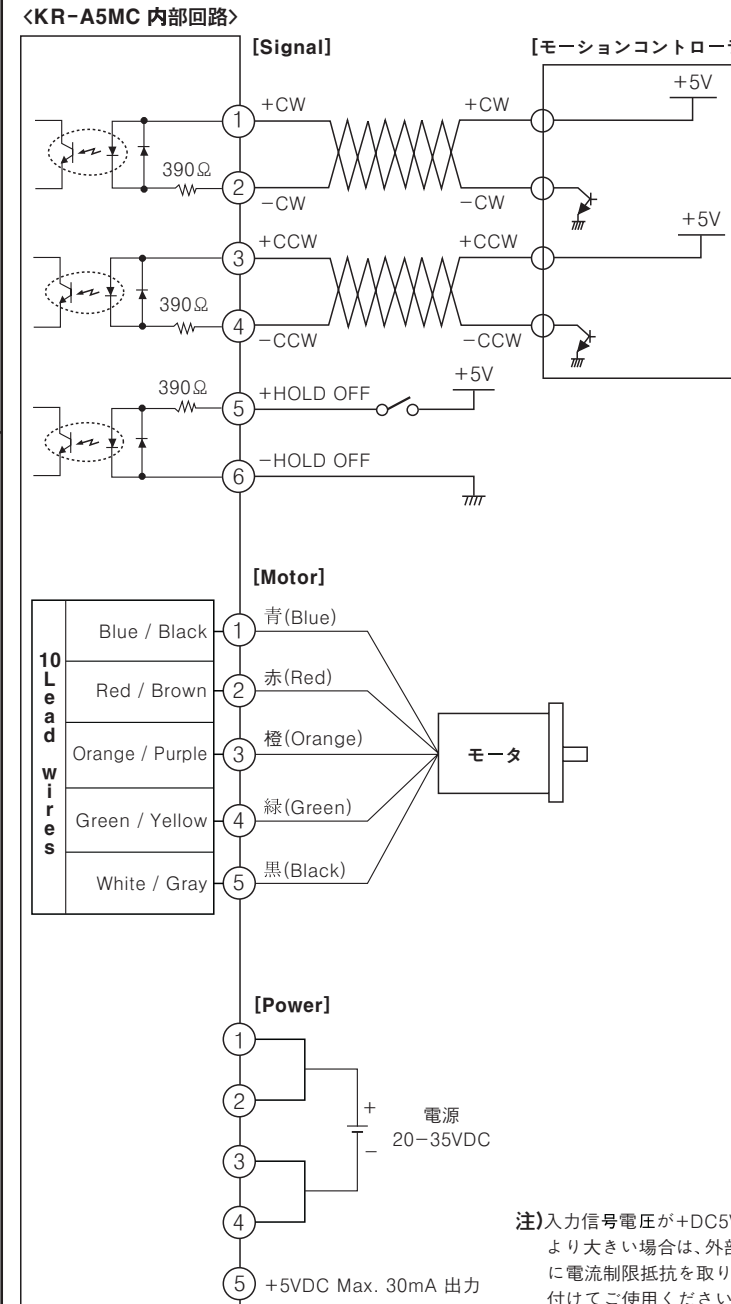 〈KR-A5MC 内部回路〉
[Signal]
[モーションコントローラ
+5V
① +CW +CW
390Ω
② -CW -CW
+5V
③ +CCW +CCW
390Ω
④ -CCW -CCW
+5V
390Ω
⑤ +HOLD OFF
⑥ -HOLD OFF
[Motor]
10 Lead wires
Blue / Black ① 青(Blue)
Red / Brown ② 赤(Red)
Orange / Purple ③ 橙(Orange)
モータ
Green / Yellow ④ 緑(Green)
White / Gray ⑤ 黒(Black)
[Power]
①
②
+
電源
20-35VDC
-
③
④
⑤ +5VDC Max. 30mA 出力
注)入力信号電圧が+DC5V
より大きい場合は、外部
に電流制限抵抗を取り
付けてご使用ください